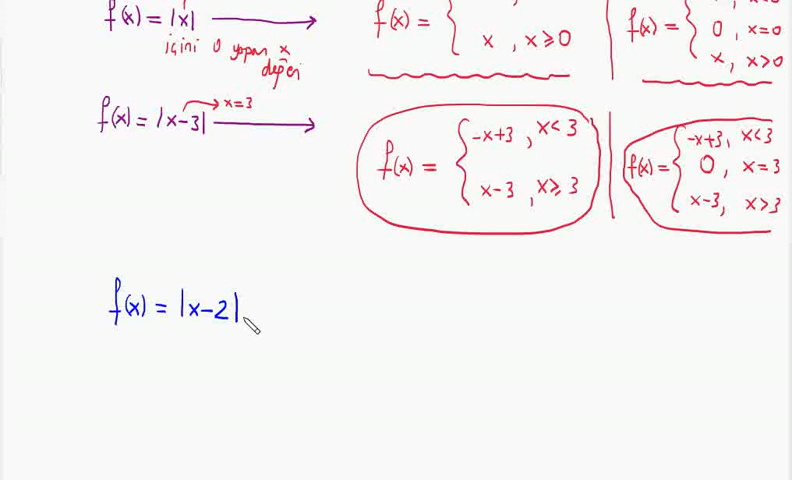 f(x) = |x|
içini 0 yapan x
değeri
f(x) = { x , x ≥ 0
f(x) = { 0 , x = 0
x , x > 0
f(x) = |x-3| x=3
f(x) = { -x+3 , x < 3
x-3 , x ≥ 3
f(x) = { -x+3, x < 3
0 , x = 3
x-3, x > 3
f(x) = |x-2|